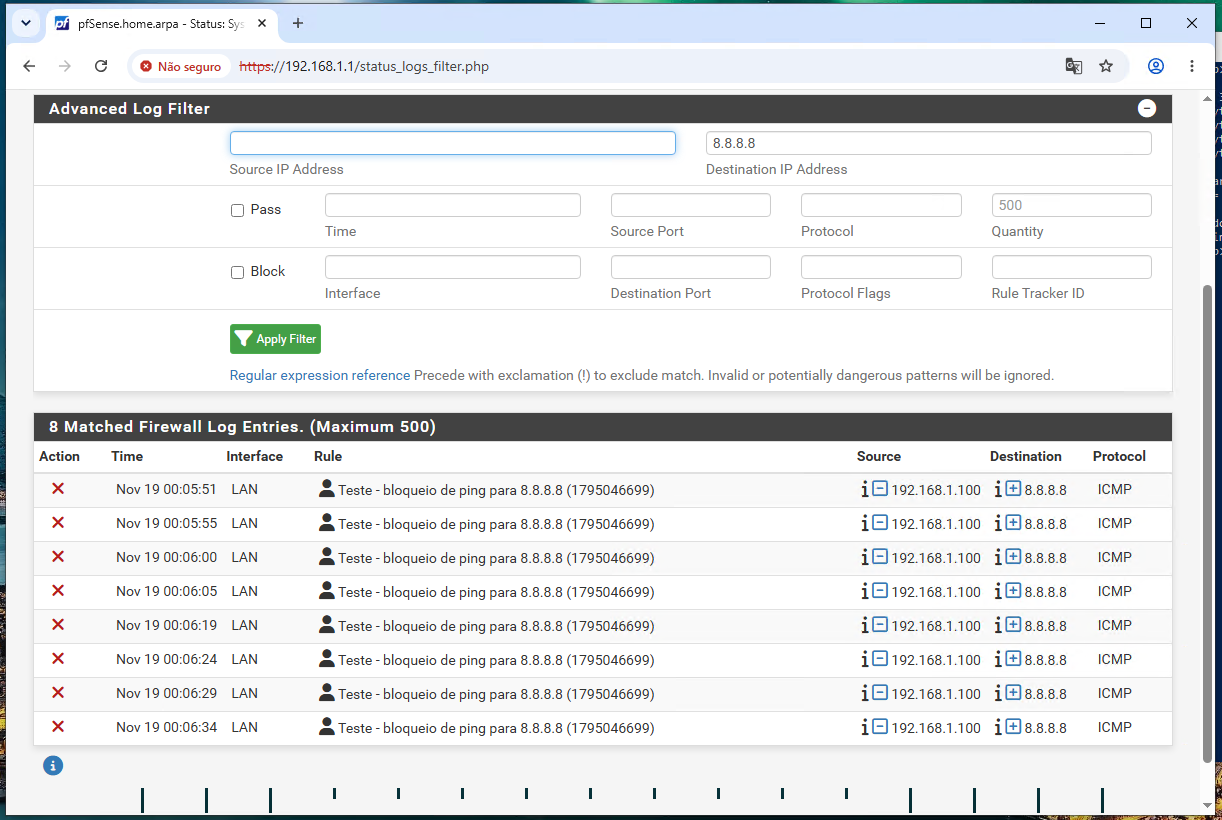 pfSense.home.arpa - Status: Sys
Não seguro https://192.168.1.1/status_logs_filter.php
Advanced Log Filter
8.8.8.8
Source IP Address Destination IP Address
Pass 500
Time Source Port Protocol Quantity
Block
Interface Destination Port Protocol Flags Rule Tracker ID
Apply Filter
Regular expression reference Precede with exclamation (!) to exclude match. Invalid or potentially dangerous patterns will be ignored.
8 Matched Firewall Log Entries. (Maximum 500)
Action Time Interface Rule Source Destination Protocol
Nov 19 00:05:51 LAN Teste - bloqueio de ping para 8.8.8.8 (1795046699) 192.168.1.100 8.8.8.8 ICMP
Nov 19 00:05:55 LAN Teste - bloqueio de ping para 8.8.8.8 (1795046699) 192.168.1.100 8.8.8.8 ICMP
Nov 19 00:06:00 LAN Teste - bloqueio de ping para 8.8.8.8 (1795046699) 192.168.1.100 8.8.8.8 ICMP
Nov 19 00:06:05 LAN Teste - bloqueio de ping para 8.8.8.8 (1795046699) 192.168.1.100 8.8.8.8 ICMP
Nov 19 00:06:19 LAN Teste - bloqueio de ping para 8.8.8.8 (1795046699) 192.168.1.100 8.8.8.8 ICMP
Nov 19 00:06:24 LAN Teste - bloqueio de ping para 8.8.8.8 (1795046699) 192.168.1.100 8.8.8.8 ICMP
Nov 19 00:06:29 LAN Teste - bloqueio de ping para 8.8.8.8 (1795046699) 192.168.1.100 8.8.8.8 ICMP
Nov 19 00:06:34 LAN Teste - bloqueio de ping para 8.8.8.8 (1795046699) 192.168.1.100 8.8.8.8 ICMP